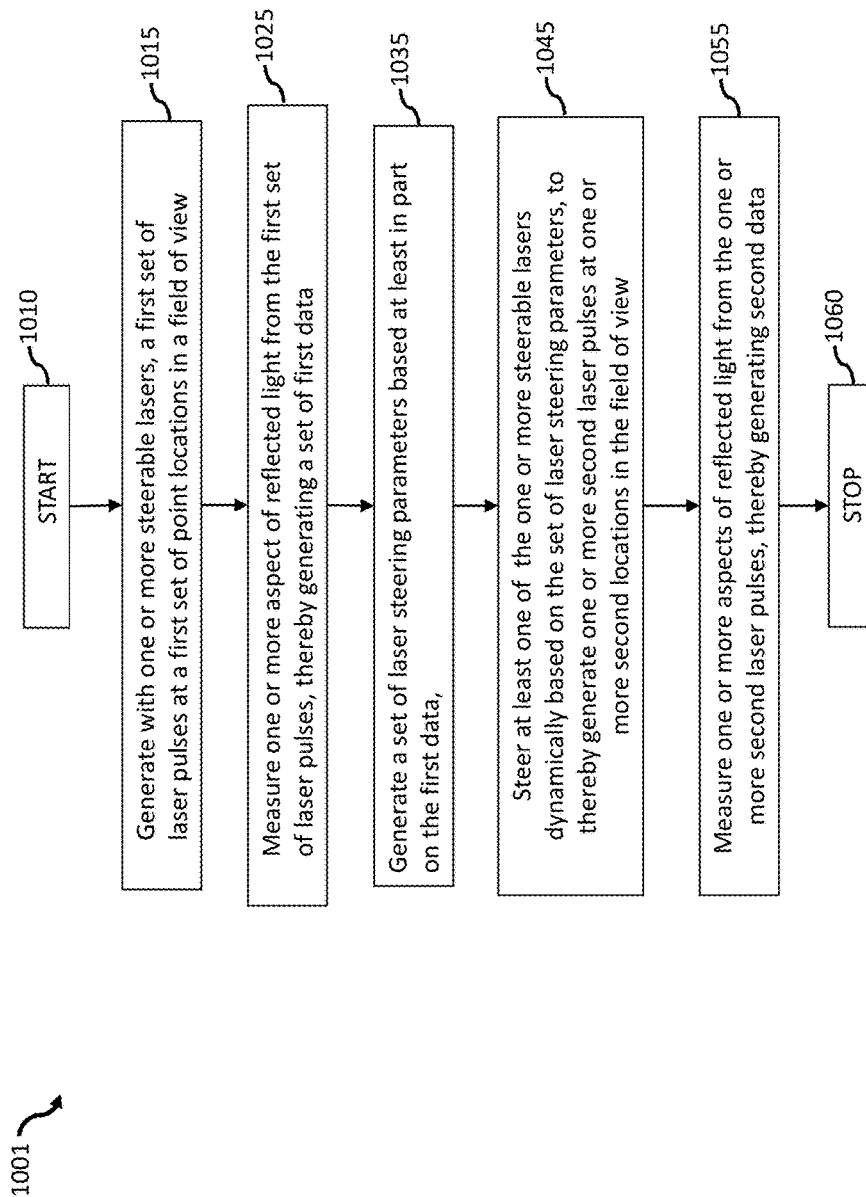 1001
START
1010
Generate with one or more steerable lasers, a first set of
laser pulses at a first set of point locations in a field of view
1015
Measure one or more aspect of reflected light from the first set
of laser pulses, thereby generating a set of first data
1025
Generate a set of laser steering parameters based at least in part
on the first data,
1035
Steer at least one of the one or more steerable lasers
dynamically based on the set of laser steering parameters, to
thereby generate one or more second laser pulses at one or
more second locations in the field of view
1045
Measure one or more aspects of reflected light from the one or
more second laser pulses, thereby generating second data
1055
STOP
1060